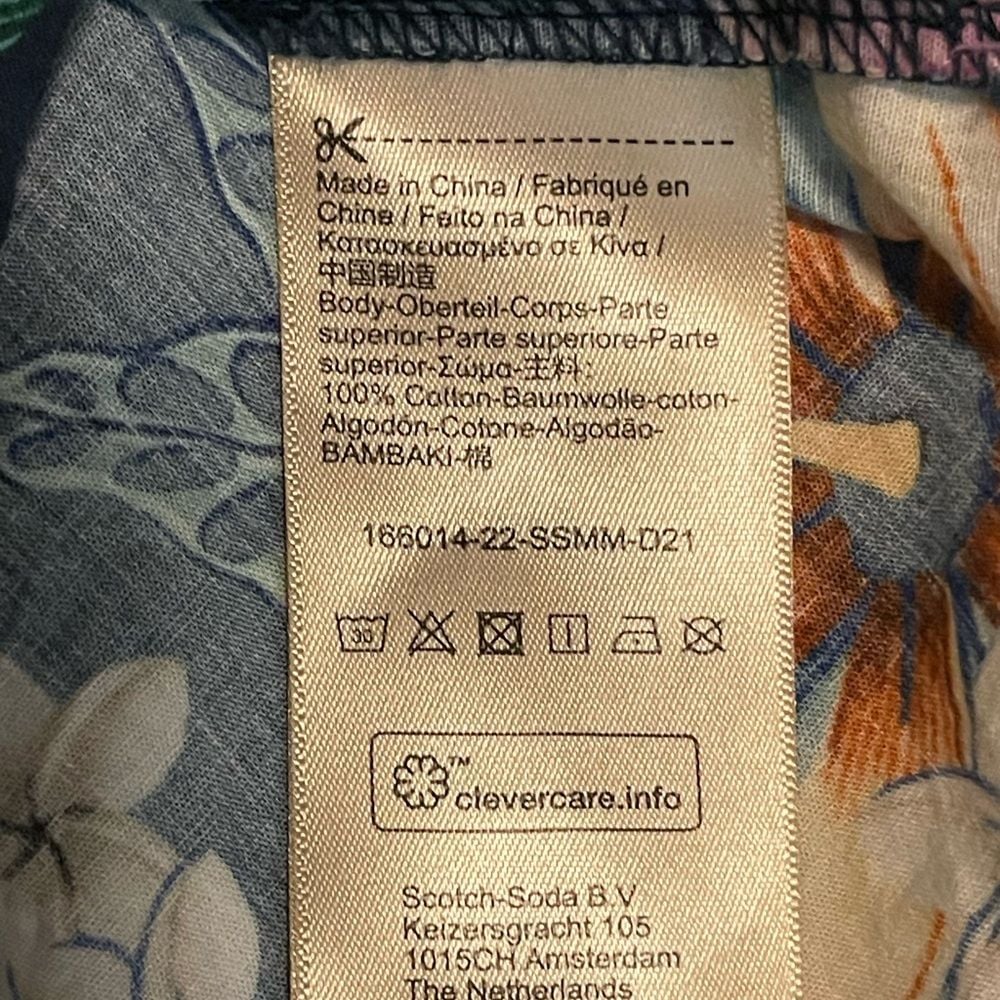 Made in China / Fabriqué en
China / Feito na China /
Κατασκευασμένο σε Κίνα /
中国制造
Body-Oberteil-Corps-Parte
superior-Parte superiore-Parte
superior-Σώμα-主料:
100% Cotton-Baumwolle-coton-
Algodón-Cotone-Algodão-
BAMBAKI-棉
166014-22-SSMM-D21
30
™
clevercare.info
Scotch-Soda B.V
Keizersgracht 105
1015CH Amsterdam
The Netherlands